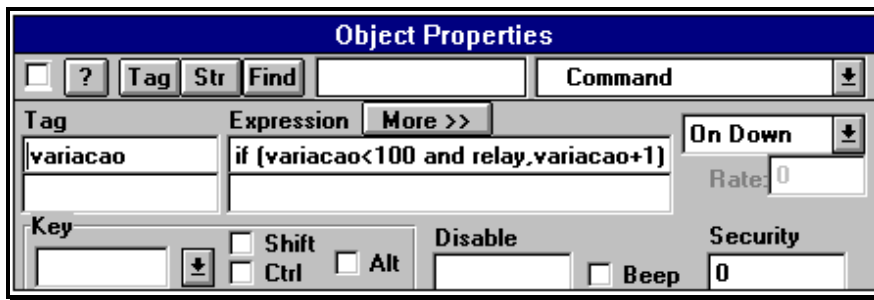 Object Properties
? Tag Str Find Command
Tag Expression More >> On Down
variacao if (variacao<100 and relay,variacao+1)
Rate: 0
Key Shift Disable Security
Ctrl Alt Beep 0